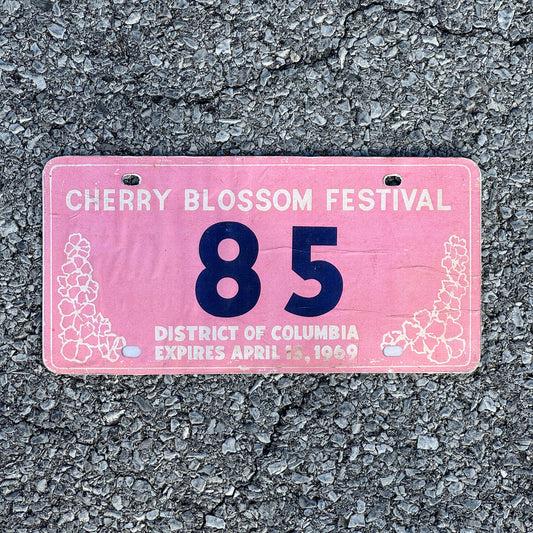 CHERRY BLOSSOM FESTIVAL
85
DISTRICT OF COLUMBIA
EXPIRES APRIL 15, 1969